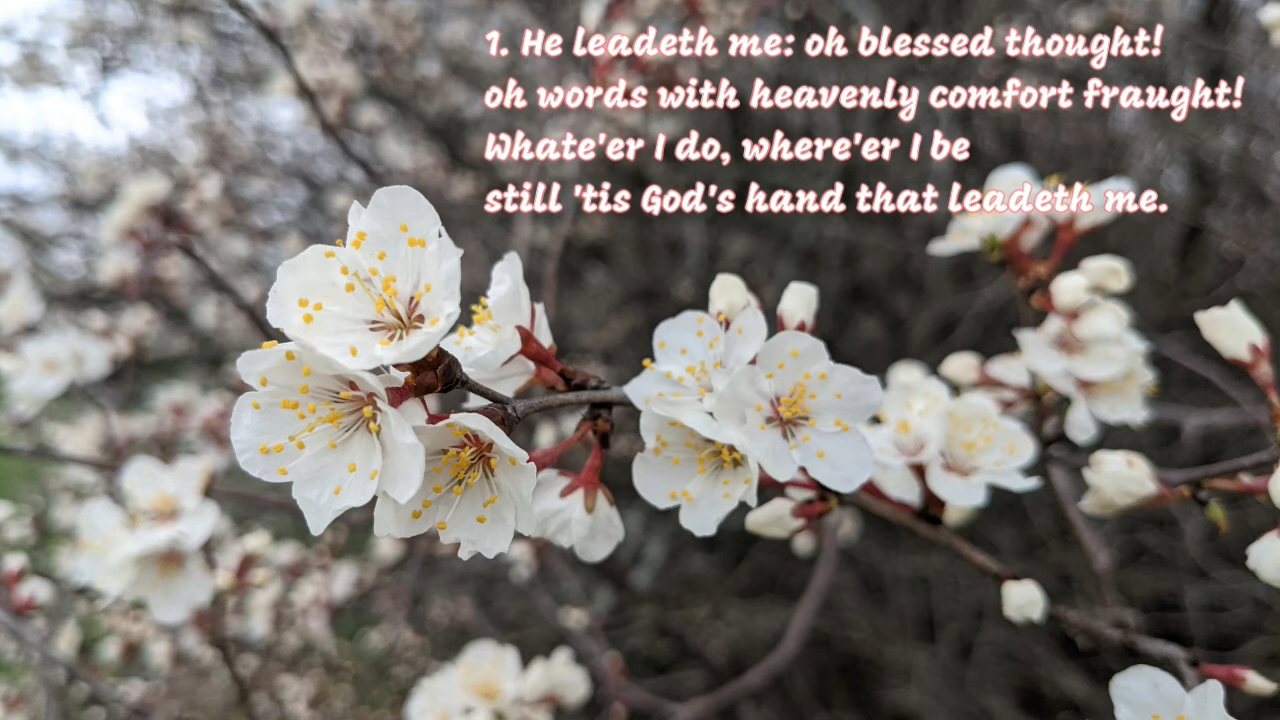 1. He leadeth me: oh blessed thought!
oh words with heavenly comfort fraught!
Whate'er I do, where'er I be
still 'tis God's hand that leadeth me.